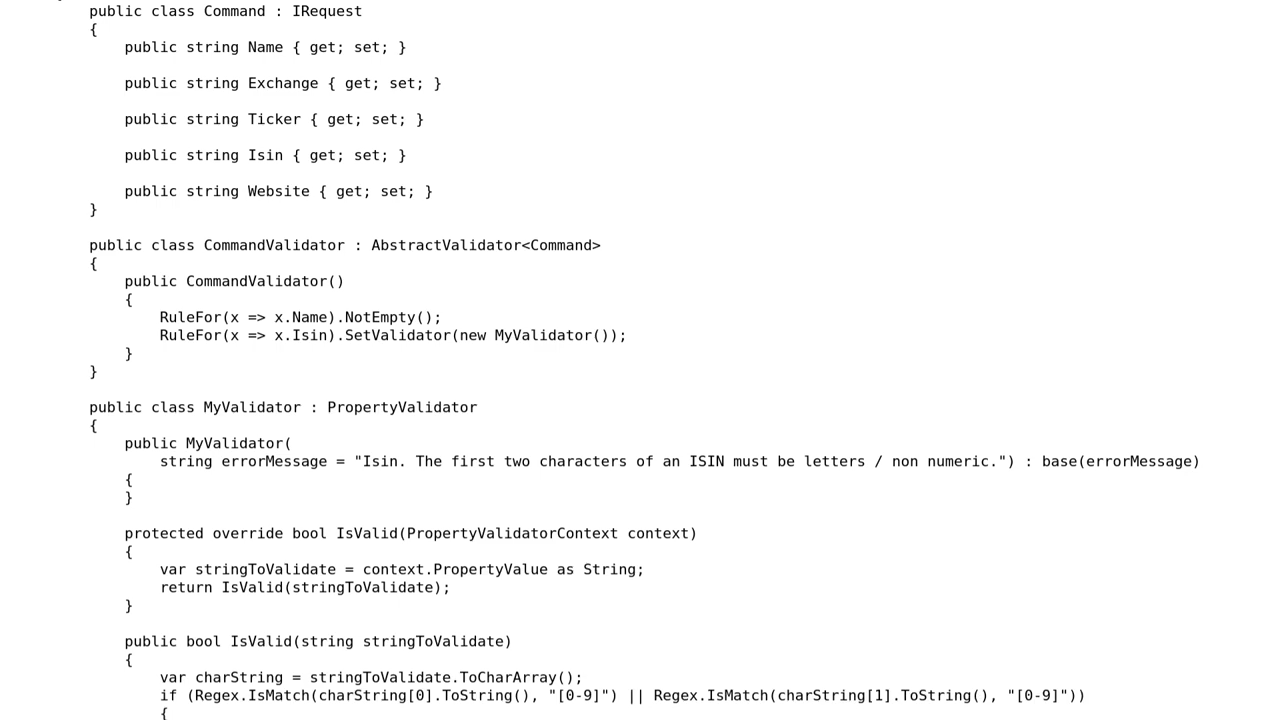 public class Command : IRequest
{
public string Name { get; set; }
public string Exchange { get; set; }
public string Ticker { get; set; }
public string Isin { get; set; }
public string Website { get; set; }
}
public class CommandValidator : AbstractValidator<Command>
{
public CommandValidator()
{
RuleFor(x => x.Name).NotEmpty();
RuleFor(x => x.Isin).SetValidator(new MyValidator());
}
}
public class MyValidator : PropertyValidator
{
public MyValidator(
string errorMessage = "Isin. The first two characters of an ISIN must be letters / non numeric.") : base(errorMessage)
{
}
protected override bool IsValid(PropertyValidatorContext context)
{
var stringToValidate = context.PropertyValue as String;
return IsValid(stringToValidate);
}
public bool IsValid(string stringToValidate)
{
var charString = stringToValidate.ToCharArray();
if (Regex.IsMatch(charString[0].ToString(), "[0-9]") || Regex.IsMatch(charString[1].ToString(), "[0-9]"))
{